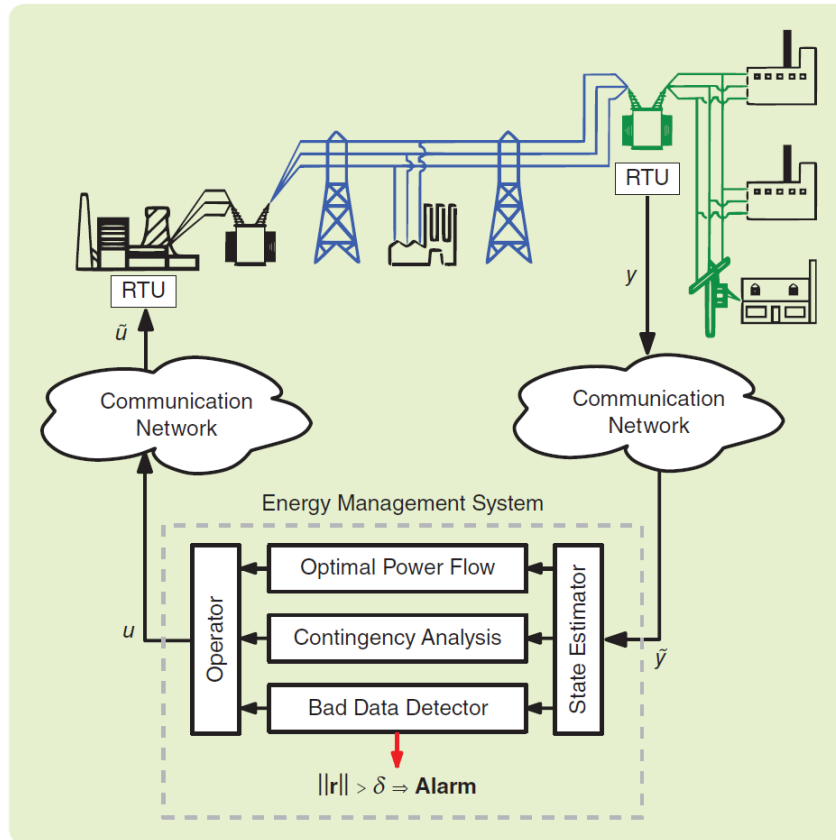 RTU
RTU
y
ũ
Communication
Network
Communication
Network
Energy Management System
Optimal Power Flow
Contingency Analysis
Bad Data Detector
Operator
State Estimator
u
ỹ
||r|| > δ ⇒ Alarm